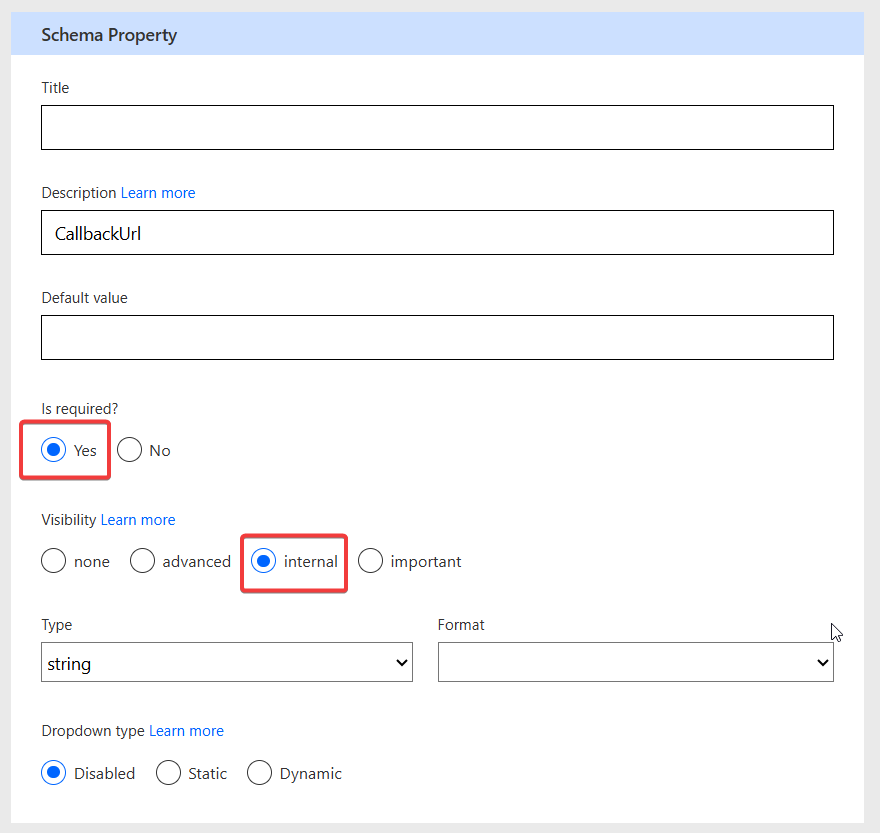 Schema Property
Title
Description Learn more
CallbackUrl
Default value
Is required?
Yes No
Visibility Learn more
none advanced internal important
Type Format
string
Dropdown type Learn more
Disabled Static Dynamic